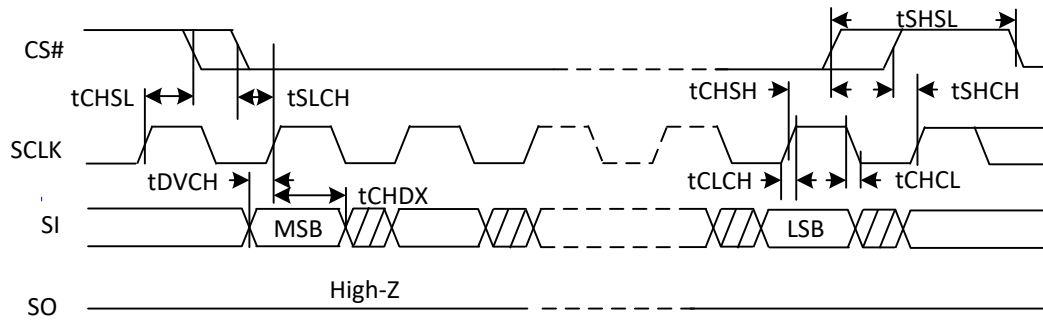 tSHSL
CS#
tCHSL
tSLCH
tCHSH
tSHCH
SCLK
tDVCH
tCHDX
tCLCH
tCHCL
SI
MSB
LSB
High-Z
SO